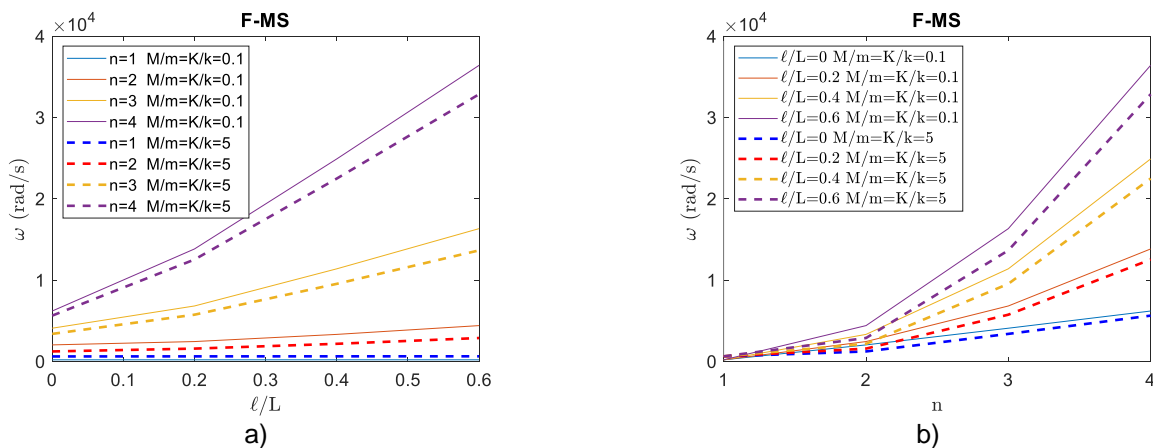 F-MS
×10⁴
4
3
2
1
0
ω (rad/s)
n=1 M/m=K/k=0.1
n=2 M/m=K/k=0.1
n=3 M/m=K/k=0.1
n=4 M/m=K/k=0.1
n=1 M/m=K/k=5
n=2 M/m=K/k=5
n=3 M/m=K/k=5
n=4 M/m=K/k=5
0 0.1 0.2 0.3 0.4 0.5 0.6
ℓ/L
a)
F-MS
×10⁴
4
3
2
1
0
ω (rad/s)
ℓ/L=0 M/m=K/k=0.1
ℓ/L=0.2 M/m=K/k=0.1
ℓ/L=0.4 M/m=K/k=0.1
ℓ/L=0.6 M/m=K/k=0.1
ℓ/L=0 M/m=K/k=5
ℓ/L=0.2 M/m=K/k=5
ℓ/L=0.4 M/m=K/k=5
ℓ/L=0.6 M/m=K/k=5
1 2 3 4
n
b)